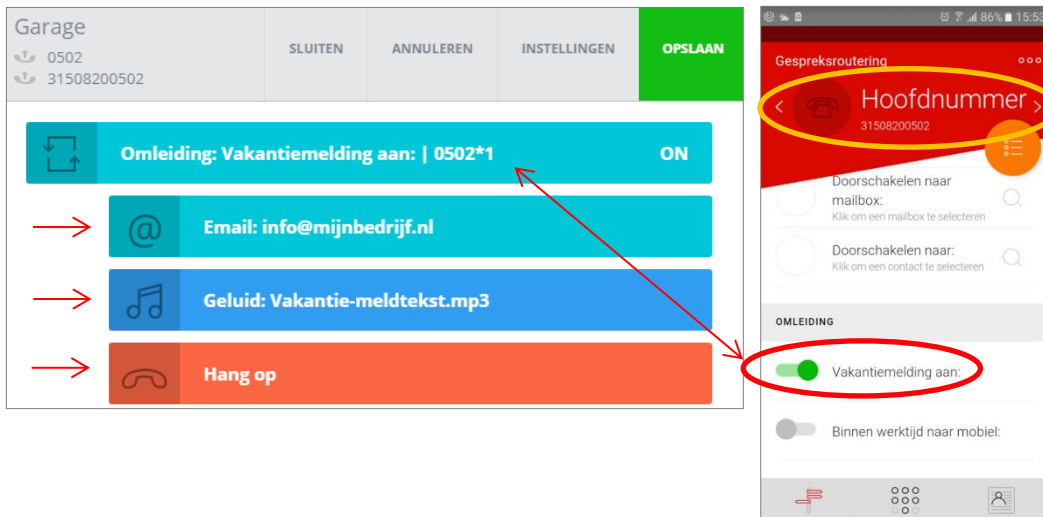 Garage
0502
31508200502
SLUITEN
ANNULEREN
INSTELLINGEN
OPSLAAN
Omleiding: Vakantiemelding aan: | 0502*1
ON
@
Email: info@mijnbedrijf.nl
Geluid: Vakantie-meldtekst.mp3
Hang op
86%
15:53
Gespreksroutering
Hoofdnummer
31508200502
Doorschakelen naar
mailbox:
Klik om een mailbox te selecteren
Doorschakelen naar:
Klik om een contact te selecteren
OMLEIDING
Vakantiemelding aan:
Binnen werktijd naar mobiel: